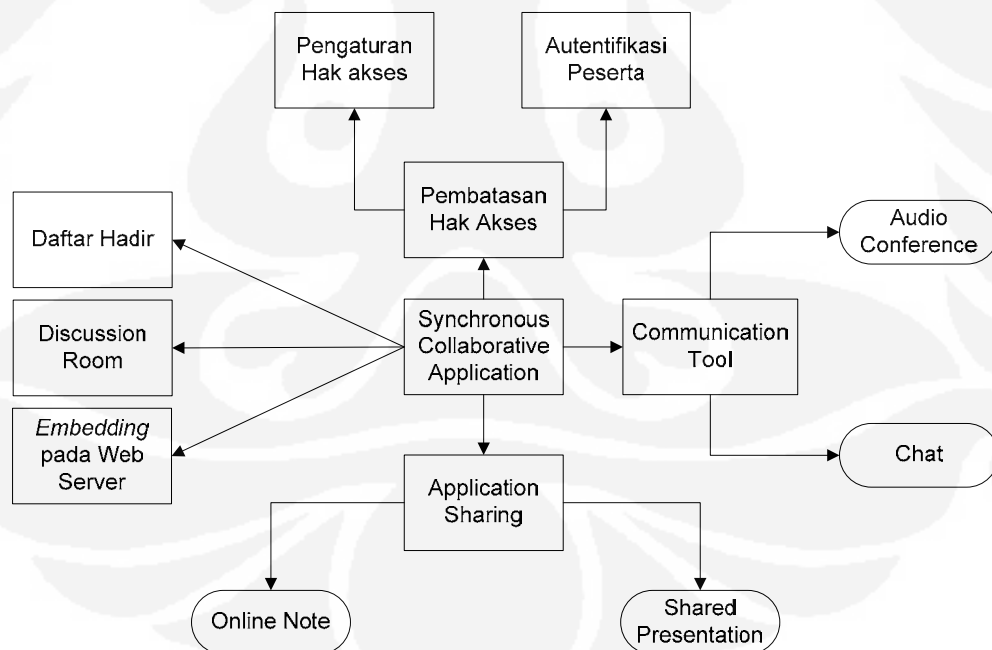 Pengaturan
Hak akses
Autentifikasi
Peserta
Pembatasan
Hak Akses
Audio
Conference
Daftar Hadir
Synchronous
Collaborative
Application
Communication
Tool
Discussion
Room
Embedding
pada Web
Server
Chat
Application
Sharing
Online Note
Shared
Presentation